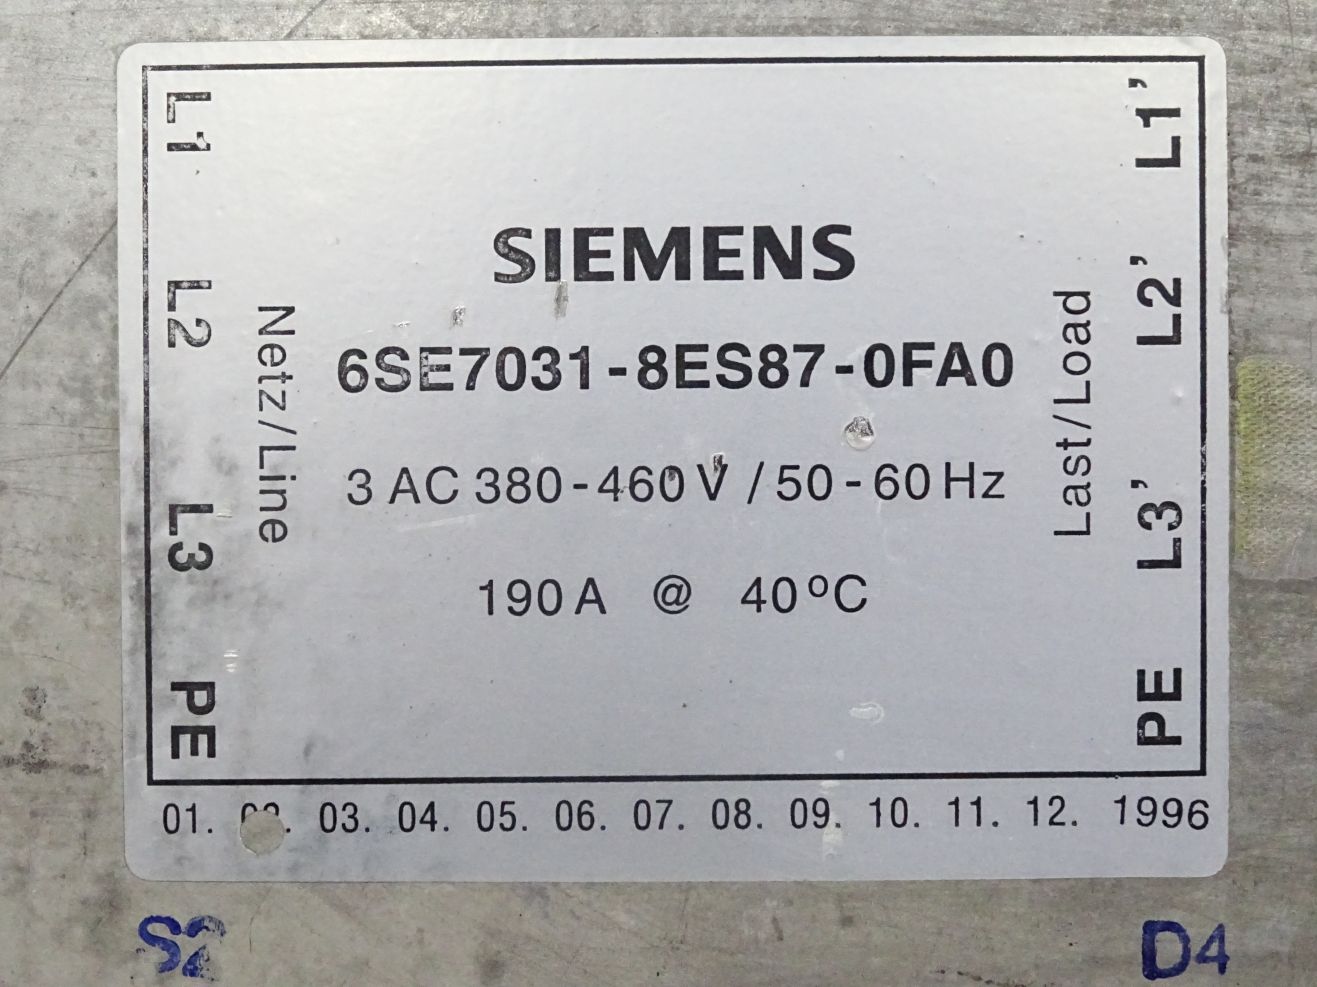 L1
L2
L3
PE
Netz/Line
SIEMENS
6SE7031-8ES87-0FA0
3 AC 380-460 V / 50-60 Hz
190 A @ 40°C
Last/Load
L1'
L2'
L3'
PE
01. 02. 03. 04. 05. 06. 07. 08. 09. 10. 11. 12. 1996
S2
D4